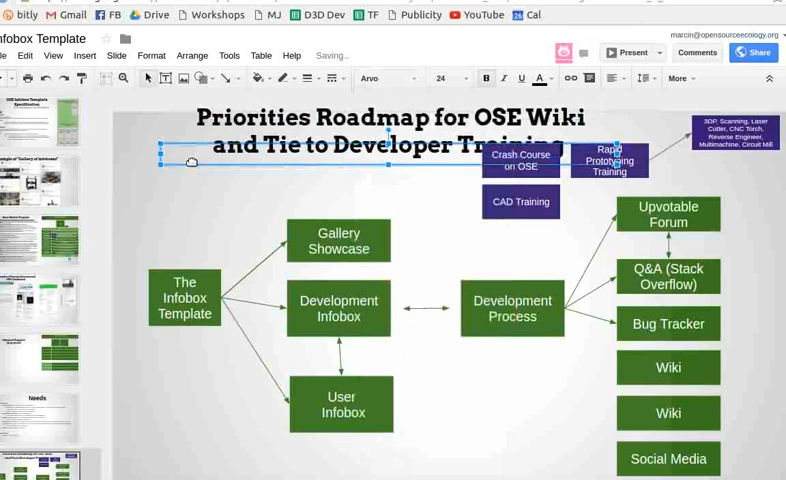 bitly Gmail FB Drive Workshops MJ D3D Dev TF Publicity YouTube Cal
nfobox Template
marcin@opensourceecology.org
Edit View Insert Slide Format Arrange Tools Table Help Saving...
Present Comments Share
Arvo 24 B I U A More
Priorities Roadmap for OSE Wiki
and Tie to Developer Training
Crash Course
on OSE
Rapid
Prototyping
Training
3DP, Scanning, Laser
Cutter, CNC Torch,
Reverse Engineer,
Multimachine, Circuit Mill
CAD Training
Gallery
Showcase
The
Infobox
Template
Development
Infobox
User
Infobox
Development
Process
Upvotable
Forum
Q&A (Stack
Overflow)
Bug Tracker
Wiki
Wiki
Social Media
OSE Infobox Template
Specification
Needs